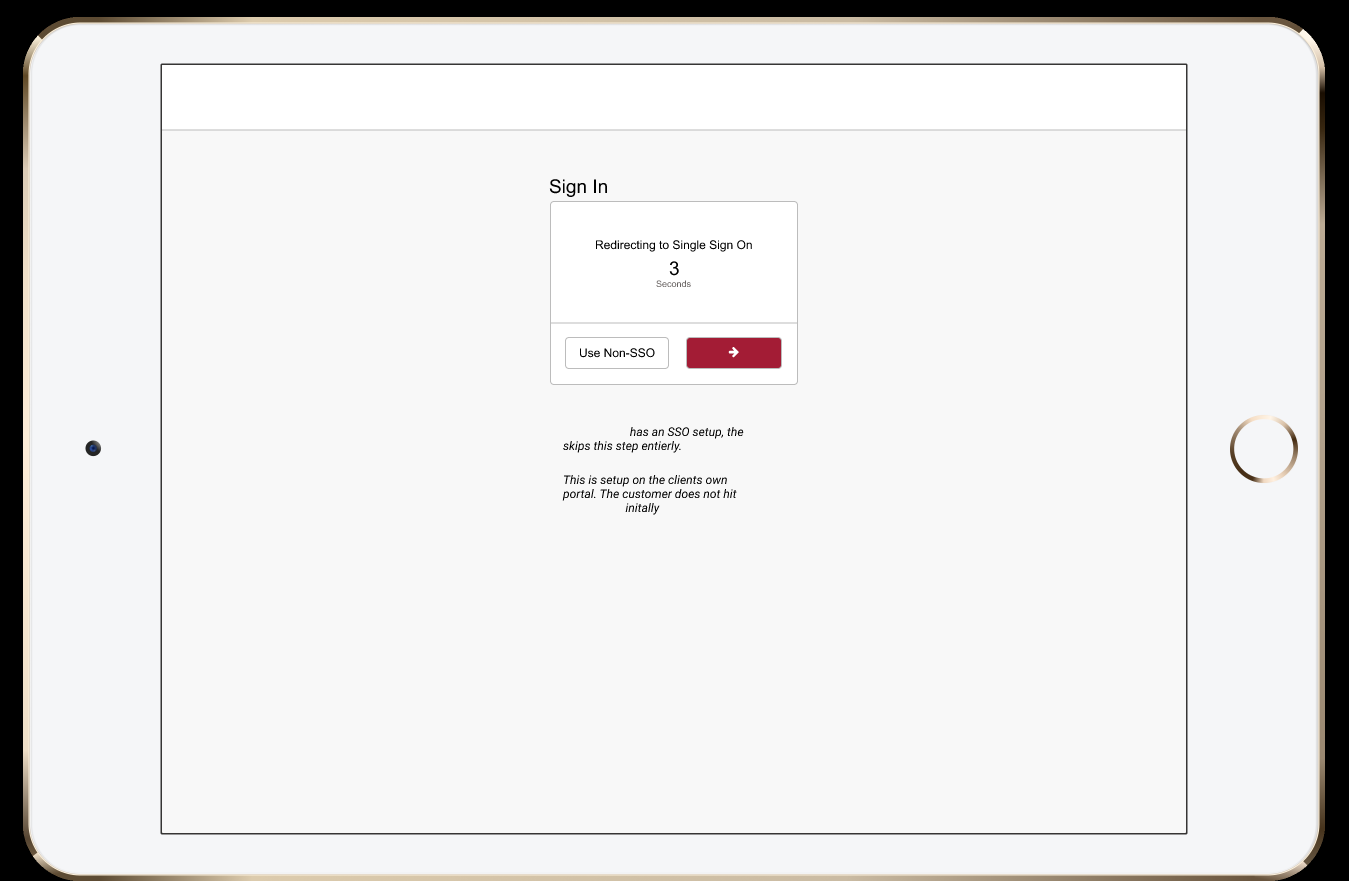 Sign In
Redirecting to Single Sign On
3
Seconds
Use Non-SSO
has an SSO setup, the
skips this step entierly.
This is setup on the clients own
portal. The customer does not hit
initally